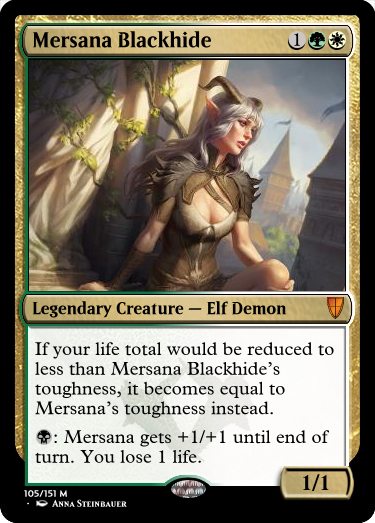 Mersana Blackhide 1
Legendary Creature — Elf Demon
If your life total would be reduced to
less than Mersana Blackhide's
toughness, it becomes equal to
Mersana's toughness instead.
: Mersana gets +1/+1 until end of
turn. You lose 1 life.
1/1
105/151 M
· Anna Steinbauer